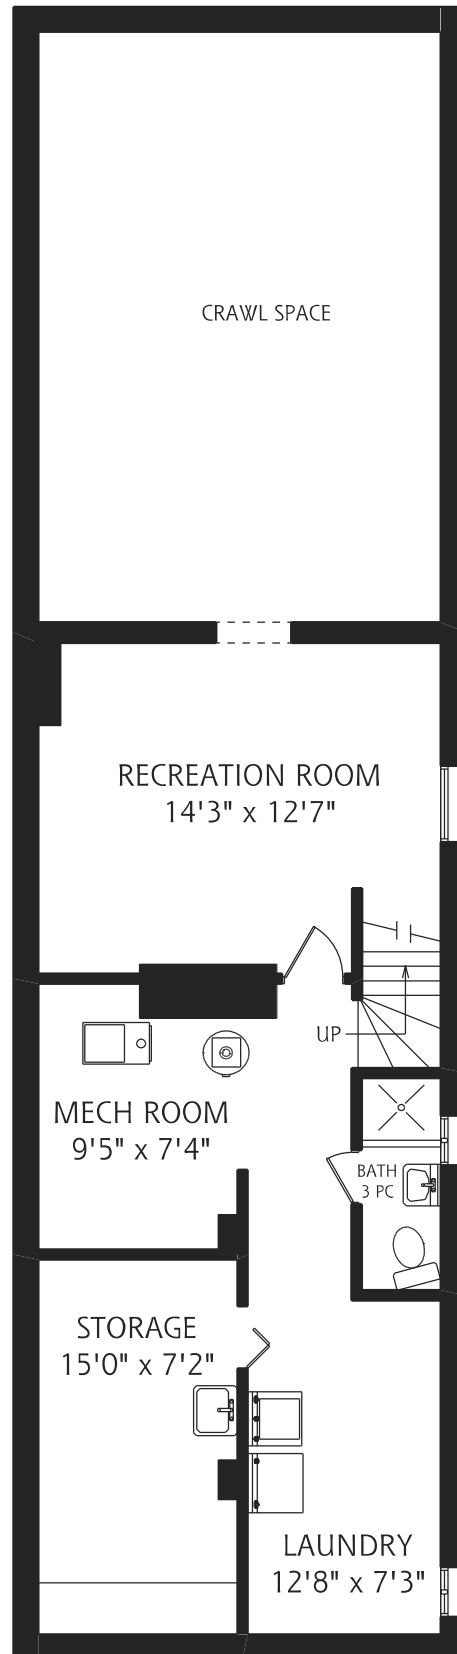 CRAWL SPACE
RECREATION ROOM
14'3" x 12'7"
UP
MECH ROOM
9'5" x 7'4"
BATH
3 PC
STORAGE
15'0" x 7'2"
LAUNDRY
12'8" x 7'3"